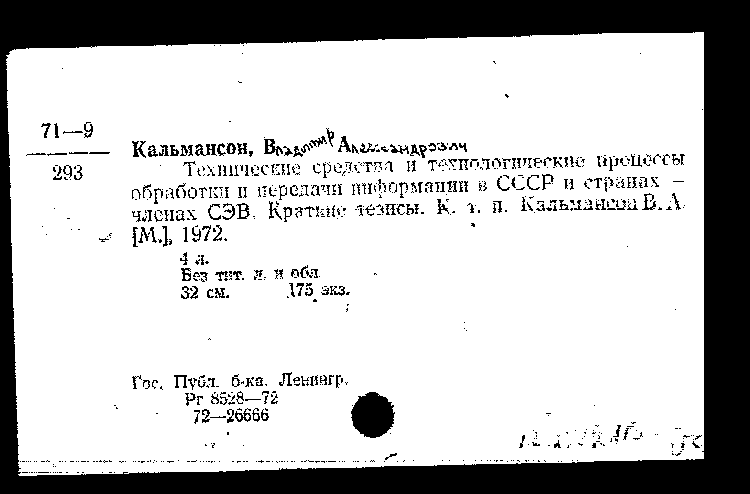 71—9
293
Кальмансон, Владимир Александрович
Технические средства и технологические процессы
обработки и передачи информации в СССР и странах —
членах СЭВ. Краткие тезисы. К. т. н. Кальмансон В. А.
[М.], 1972.
4 л.
Без тит. л. и обл.
32 см. 175 экз.
Гос. Публ. б-ка. Ленингр.
Рг 8528—72
72—26666